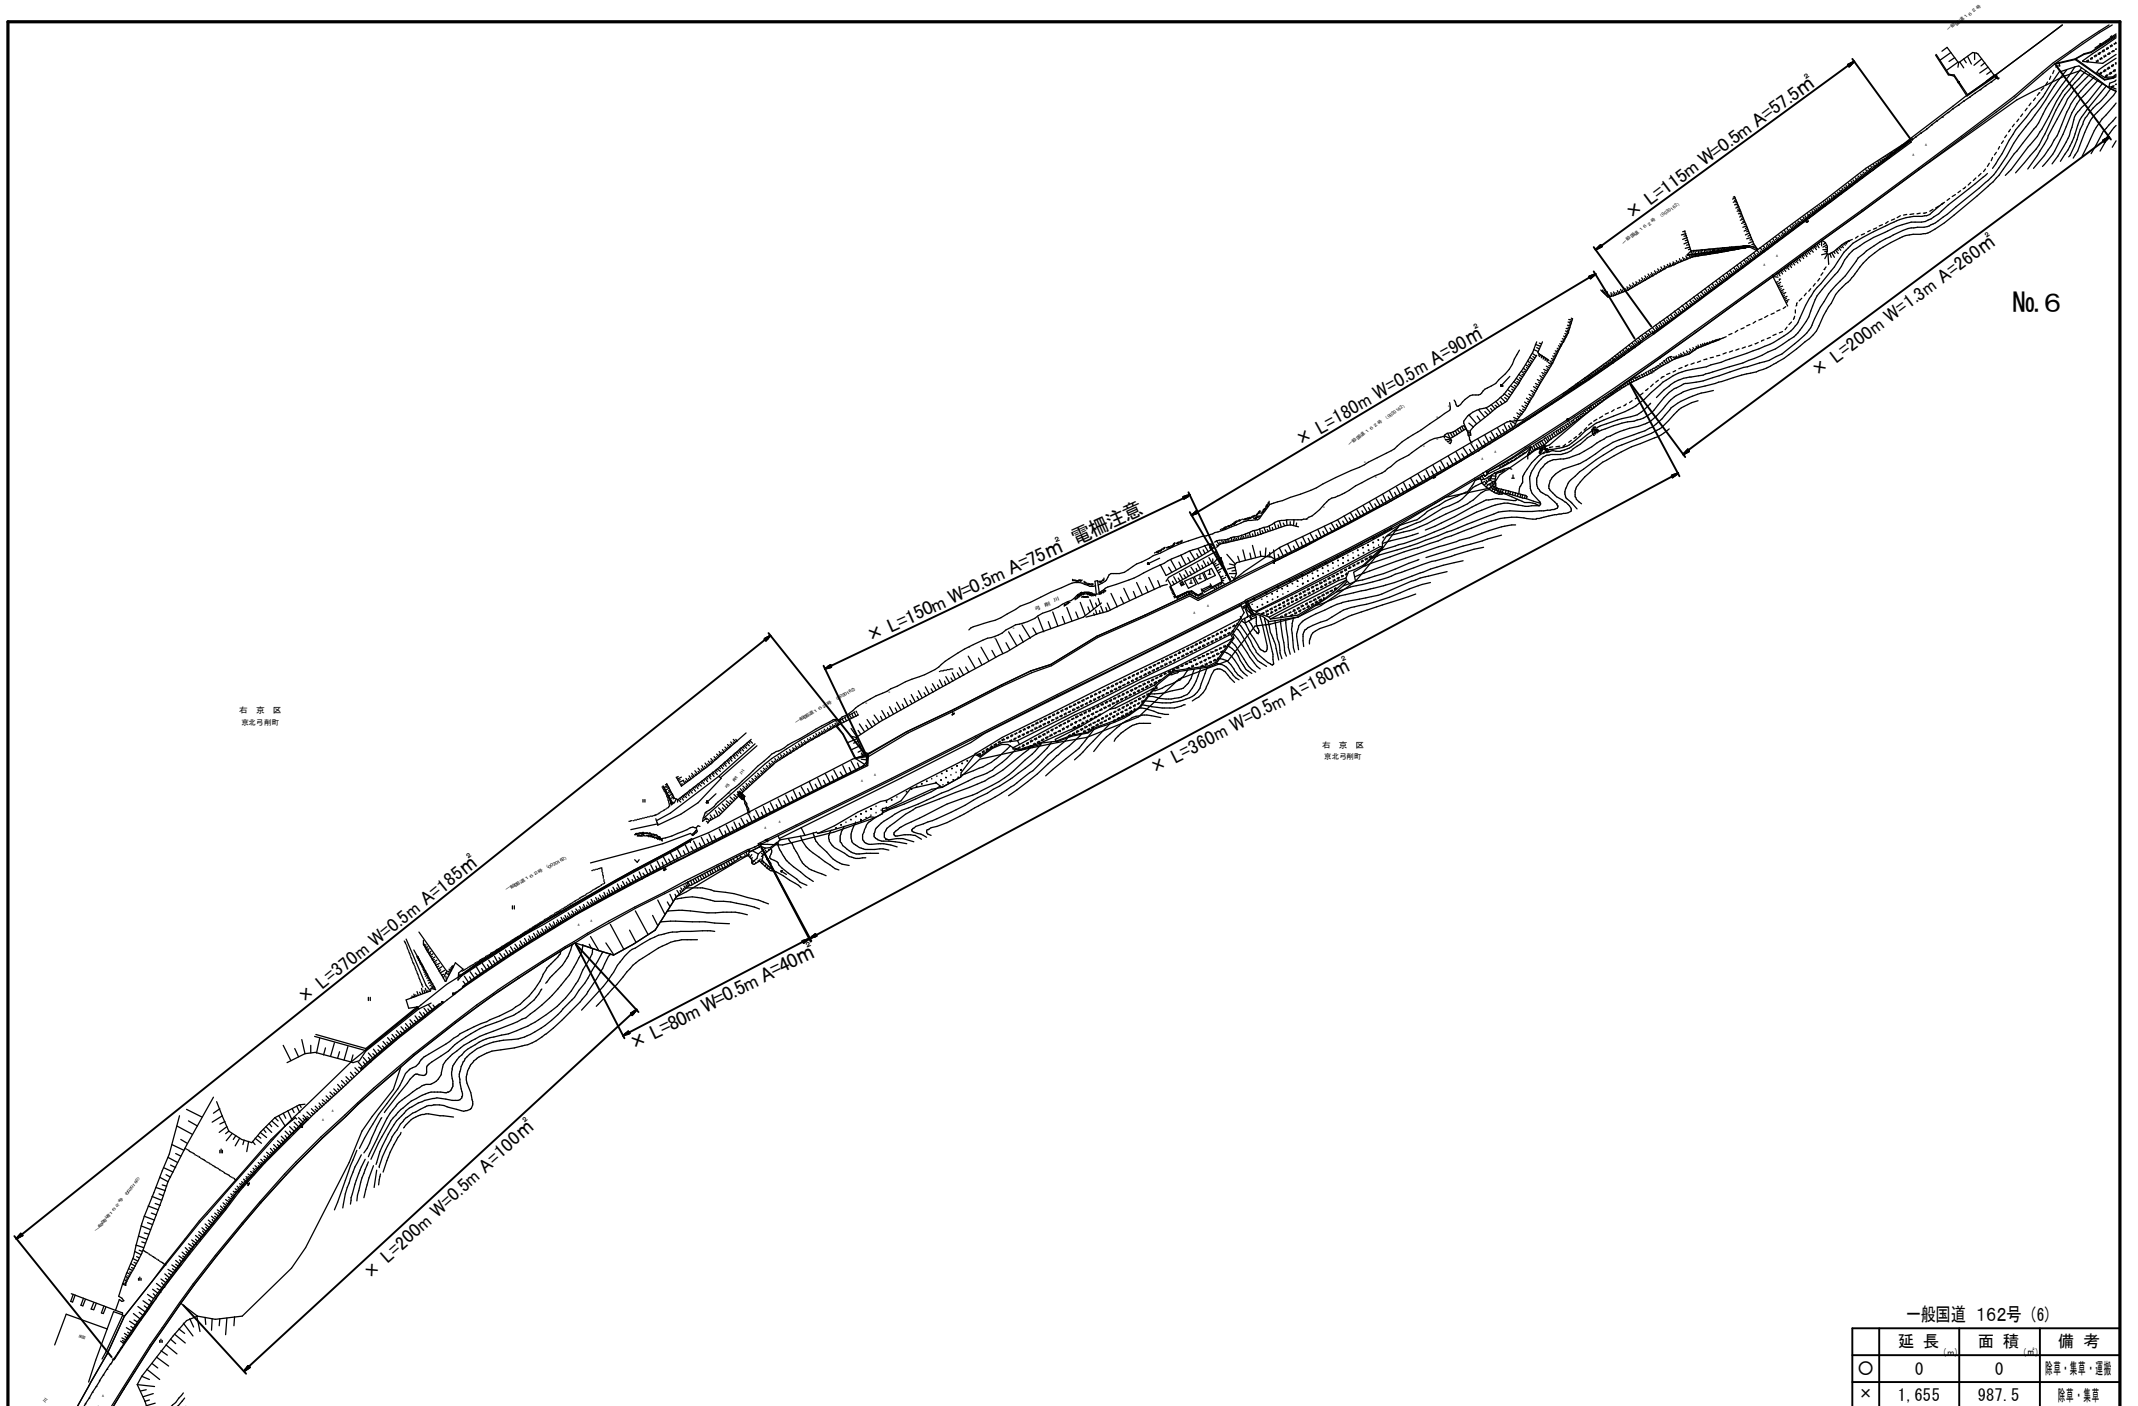 × L=115m W=0.5m A=57.5㎡
× L=200m W=1.3m A=260㎡
No.6
× L=180m W=0.5m A=90㎡
× L=150m W=0.5m A=75㎡ 電柵注意
弓削川
× L=360m W=0.5m A=180㎡
右京区
京北弓削町
右京区
京北弓削町
× L=370m W=0.5m A=185㎡
× L=80m W=0.5m A=40㎡
× L=200m W=0.5m A=100㎡
一般国道 162号 (6)
延長(m) 面積(㎡) 備考
○ 0 0 除草・集草・運搬
× 1,655 987.5 除草・集草